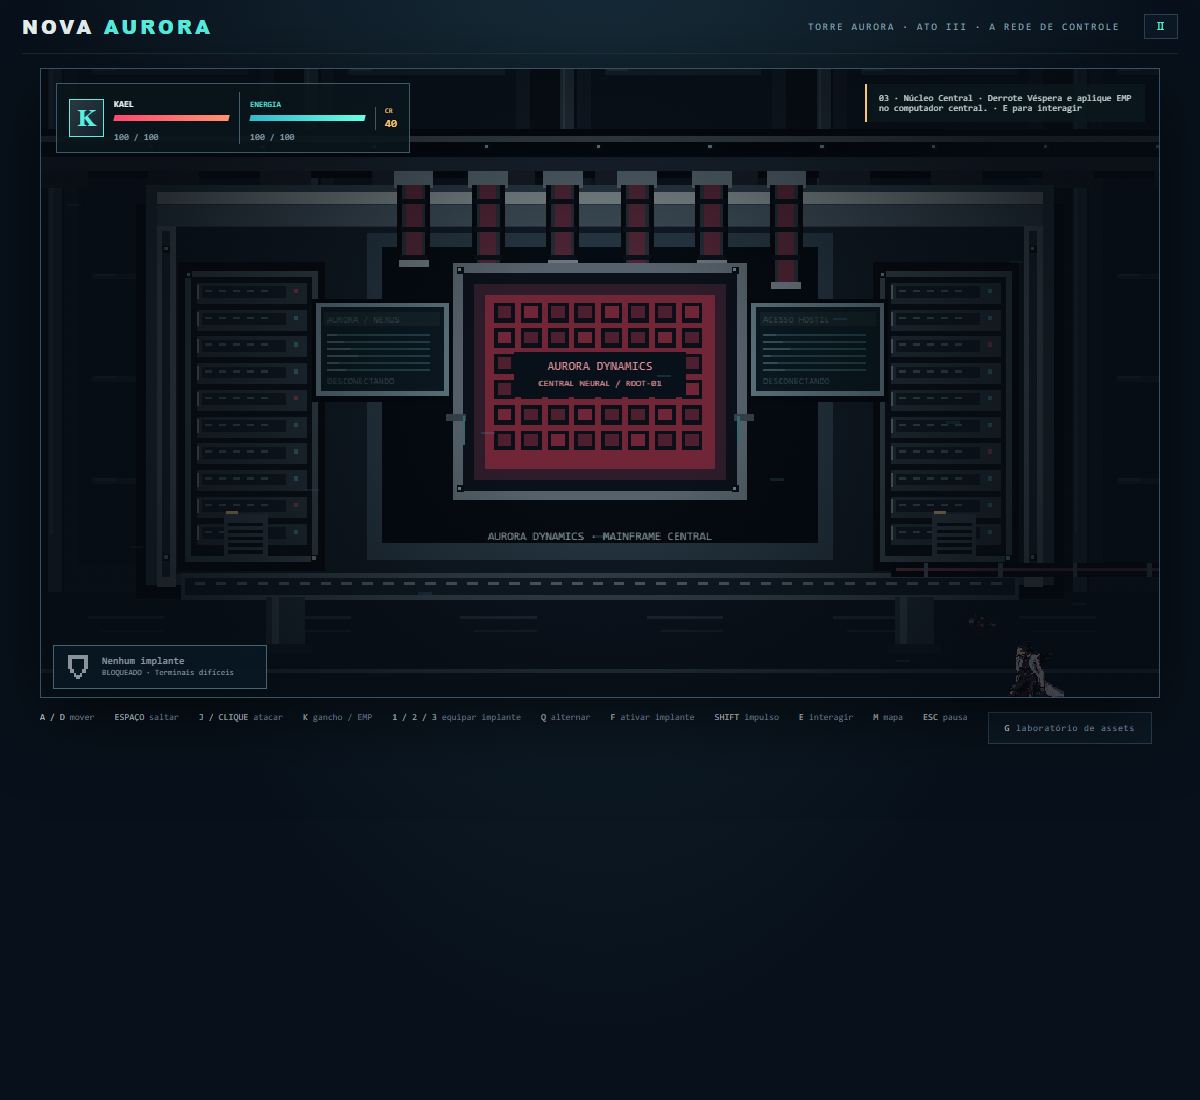 NOVA AURORA
TORRE AURORA · ATO III · A REDE DE CONTROLE
II
K
KAEL
100 / 100
ENERGIA
100 / 100
CR
40
03 · Núcleo Central · Derrote Véspera e aplique EMP
no computador central. · E para interagir
AURORA / NEXUS
DESCONECTANDO
AURORA DYNAMICS
CENTRAL NEURAL / ROOT-01
ACESSO HOSTIL
DESCONECTANDO
AURORA DYNAMICS · MAINFRAME CENTRAL
Nenhum implante
BLOQUEADO · Terminais difíceis
A / D mover ESPAÇO saltar J / CLIQUE atacar K gancho / EMP 1 / 2 / 3 equipar implante Q alternar F ativar implante SHIFT impulso E interagir M mapa ESC pausa
G laboratório de assets